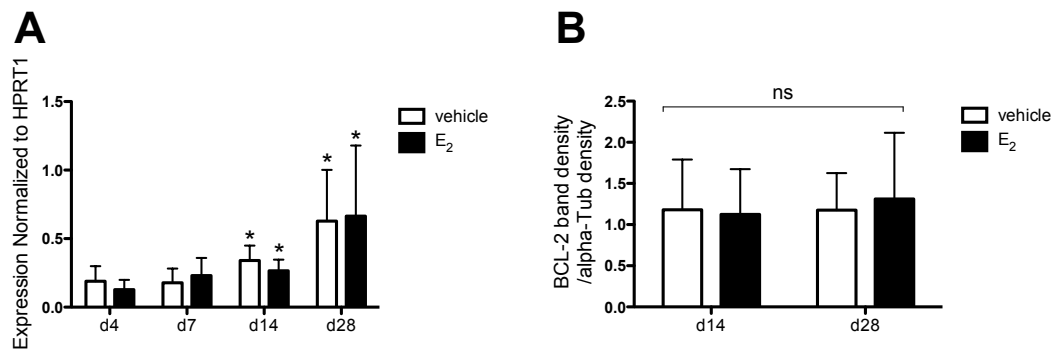 A
Expression Normalized to HPRT1
1.5
1.0
0.5
0.0
* *
* *
d4 d7 d14 d28
vehicle
E2
B
BCL-2 band density
/alpha-Tub density
2.5
2.0
1.5
1.0
0.5
0.0
ns
d14 d28
vehicle
E2